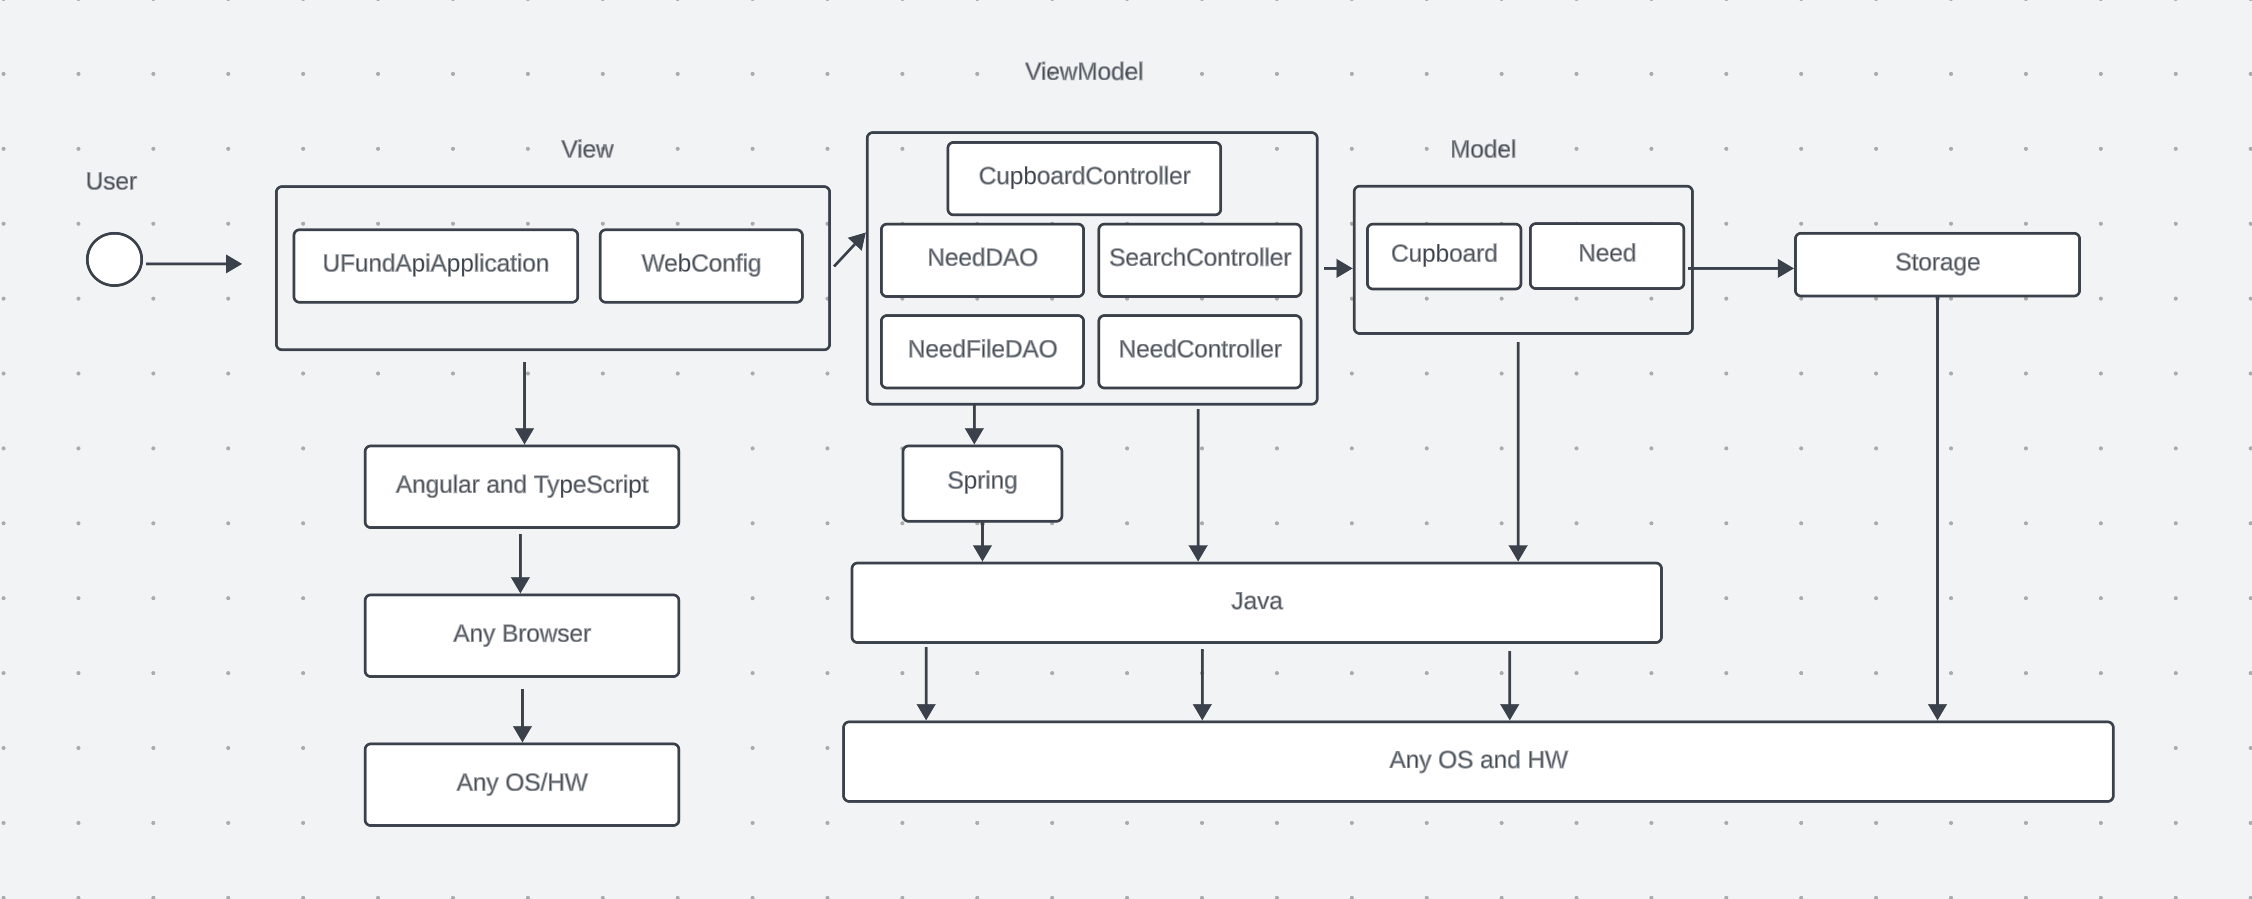 ViewModel
View
Model
User
CupboardController
UFundApiApplication
WebConfig
NeedDAO
SearchController
Cupboard
Need
Storage
NeedFileDAO
NeedController
Angular and TypeScript
Spring
Any Browser
Java
Any OS/HW
Any OS and HW